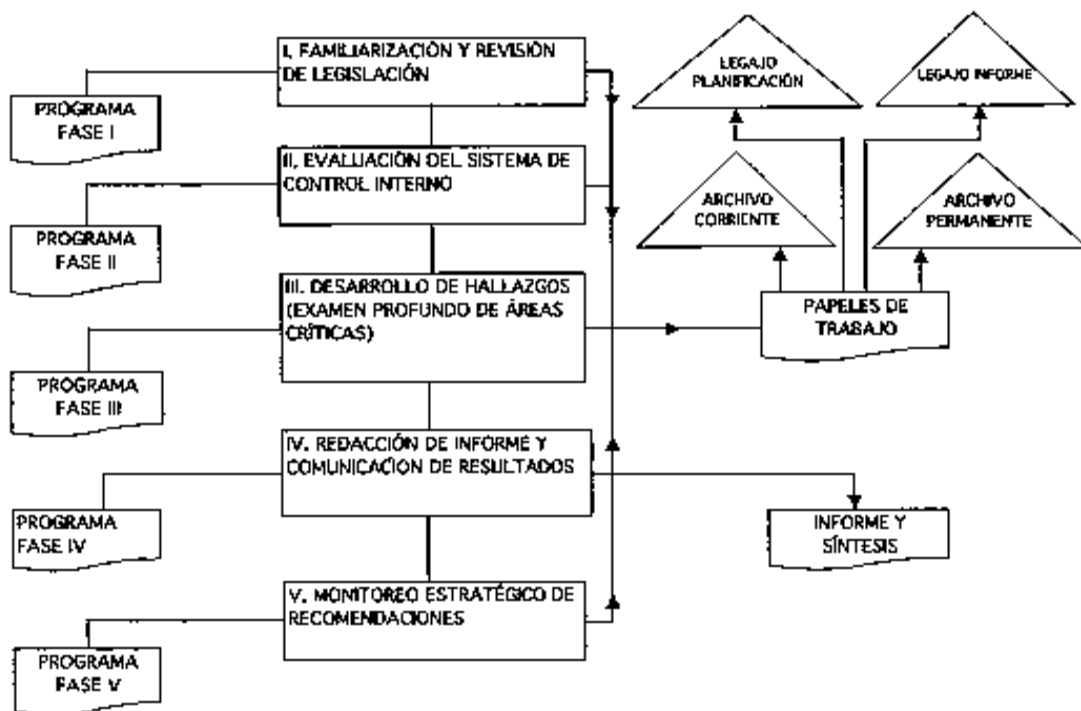 I, FAMILIARIZACIÓN Y REVISIÓN
DE LEGISLACIÓN
PROGRAMA
FASE I
II, EVALUACIÓN DEL SISTEMA DE
CONTROL INTERNO
PROGRAMA
FASE II
III. DESARROLLO DE HALLAZGOS
(EXAMEN PROFUNDO DE ÁREAS
CRÍTICAS)
PROGRAMA
FASE III
IV. REDACCIÓN DE INFORME Y
COMUNICACION DE RESULTADOS
PROGRAMA
FASE IV
V. MONITOREO ESTRATÉGICO DE
RECOMENDACIONES
PROGRAMA
FASE V
LEGAJO
PLANIFICACIÓN
LEGAJO INFORME
ARCHIVO
CORRIENTE
ARCHIVO
PERMANENTE
PAPELES DE
TRABAJO
INFORME Y
SÍNTESIS